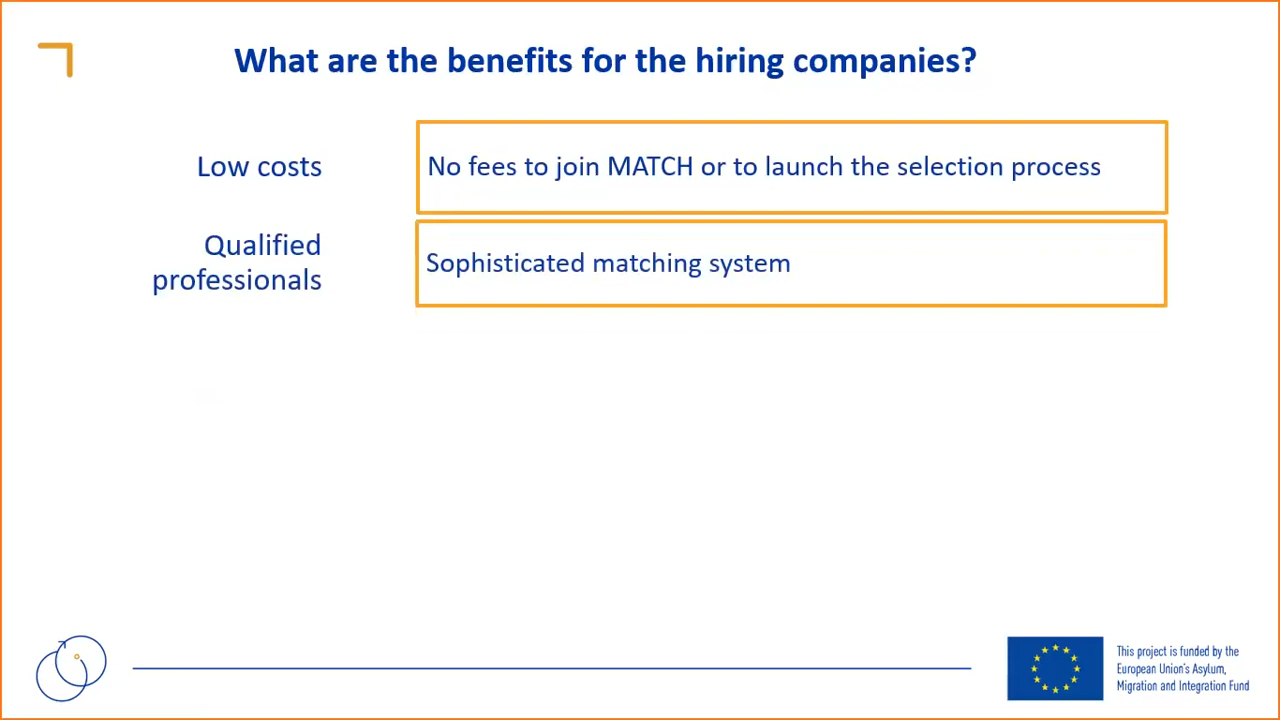 What are the benefits for the hiring companies?
Low costs
No fees to join MATCH or to launch the selection process
Qualified
professionals
Sophisticated matching system
This project is funded by the
European Union's Asylum,
Migration and Integration Fund